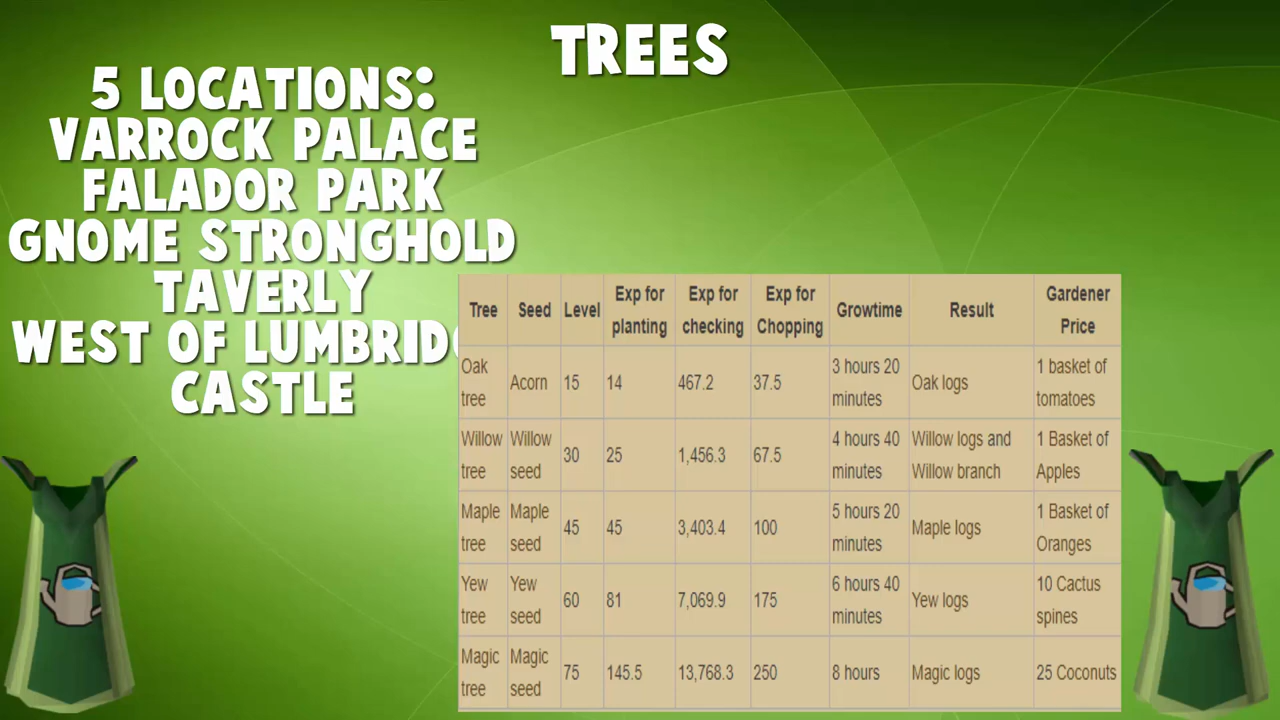 TREES
5 LOCATIONS:
VARROCK PALACE
FALADOR PARK
GNOME STRONGHOLD
TAVERLY
WEST OF LUMBRIDG
CASTLE
Tree Seed Level Exp for planting Exp for checking Exp for Chopping Growtime Result Gardener Price
Oak tree Acorn 15 14 467.2 37.5 3 hours 20 minutes Oak logs 1 basket of tomatoes
Willow tree Willow seed 30 25 1,456.3 67.5 4 hours 40 minutes Willow logs and Willow branch 1 Basket of Apples
Maple tree Maple seed 45 45 3,403.4 100 5 hours 20 minutes Maple logs 1 Basket of Oranges
Yew tree Yew seed 60 81 7,069.9 175 6 hours 40 minutes Yew logs 10 Cactus spines
Magic tree Magic seed 75 145.5 13,768.3 250 8 hours Magic logs 25 Coconuts